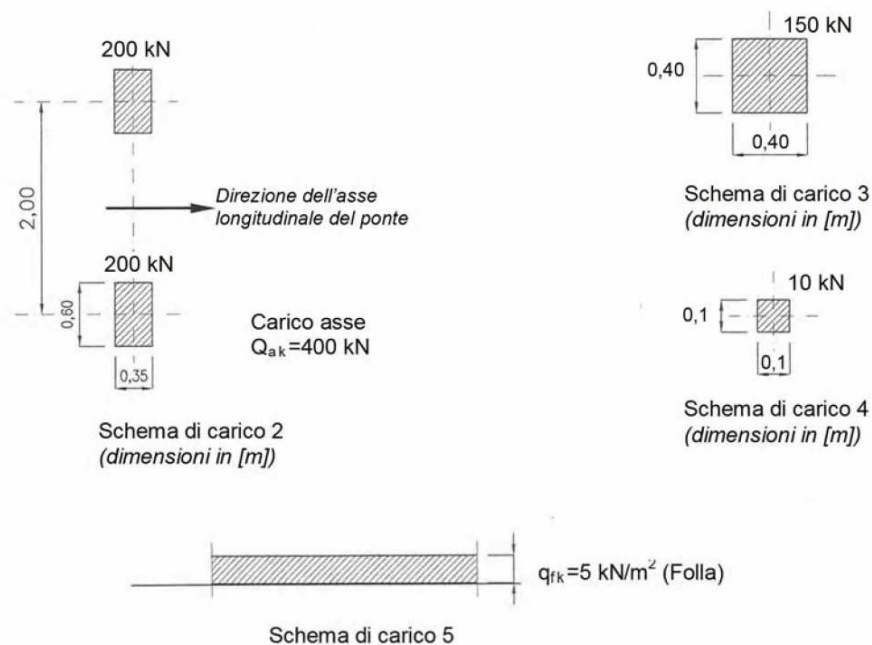 200 kN
2,00
Direzione dell'asse
longitudinale del ponte
200 kN
0,60
0,35
Carico asse
Qak=400 kN
Schema di carico 2
(dimensioni in [m])
150 kN
0,40
0,40
Schema di carico 3
(dimensioni in [m])
10 kN
0,1
0,1
Schema di carico 4
(dimensioni in [m])
qfk=5 kN/m² (Folla)
Schema di carico 5